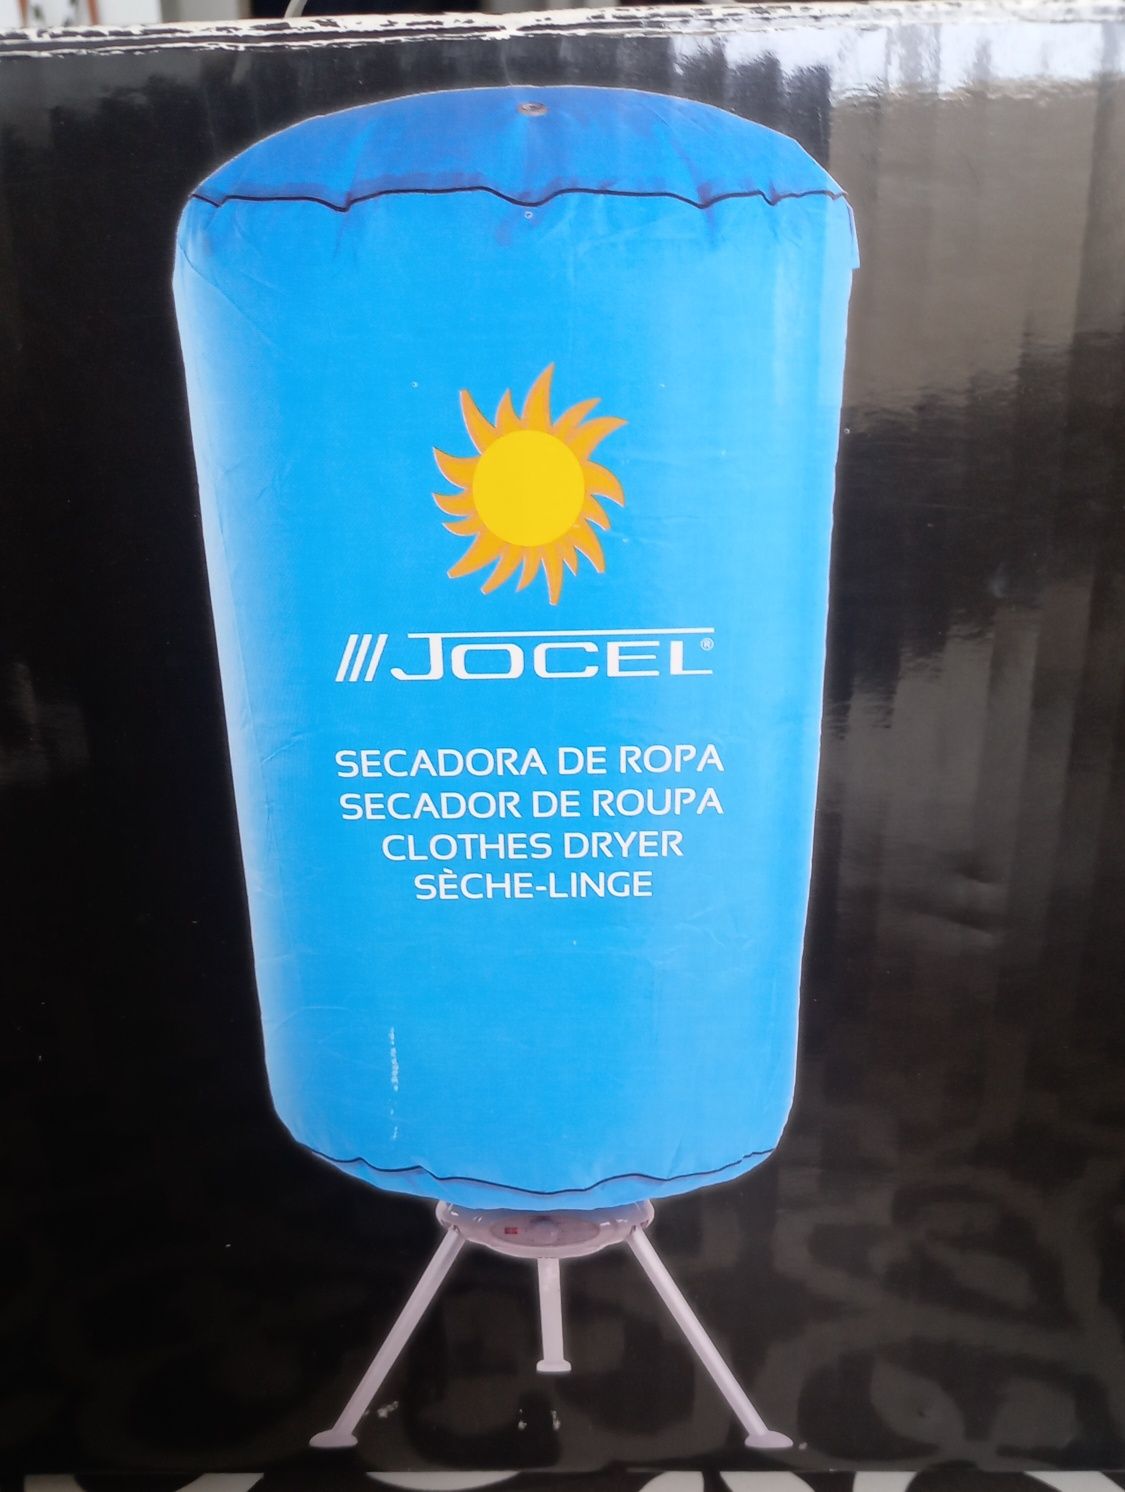 JOCEL®
SECADORA DE ROPA
SECADOR DE ROUPA
CLOTHES DRYER
SÈCHE-LINGE